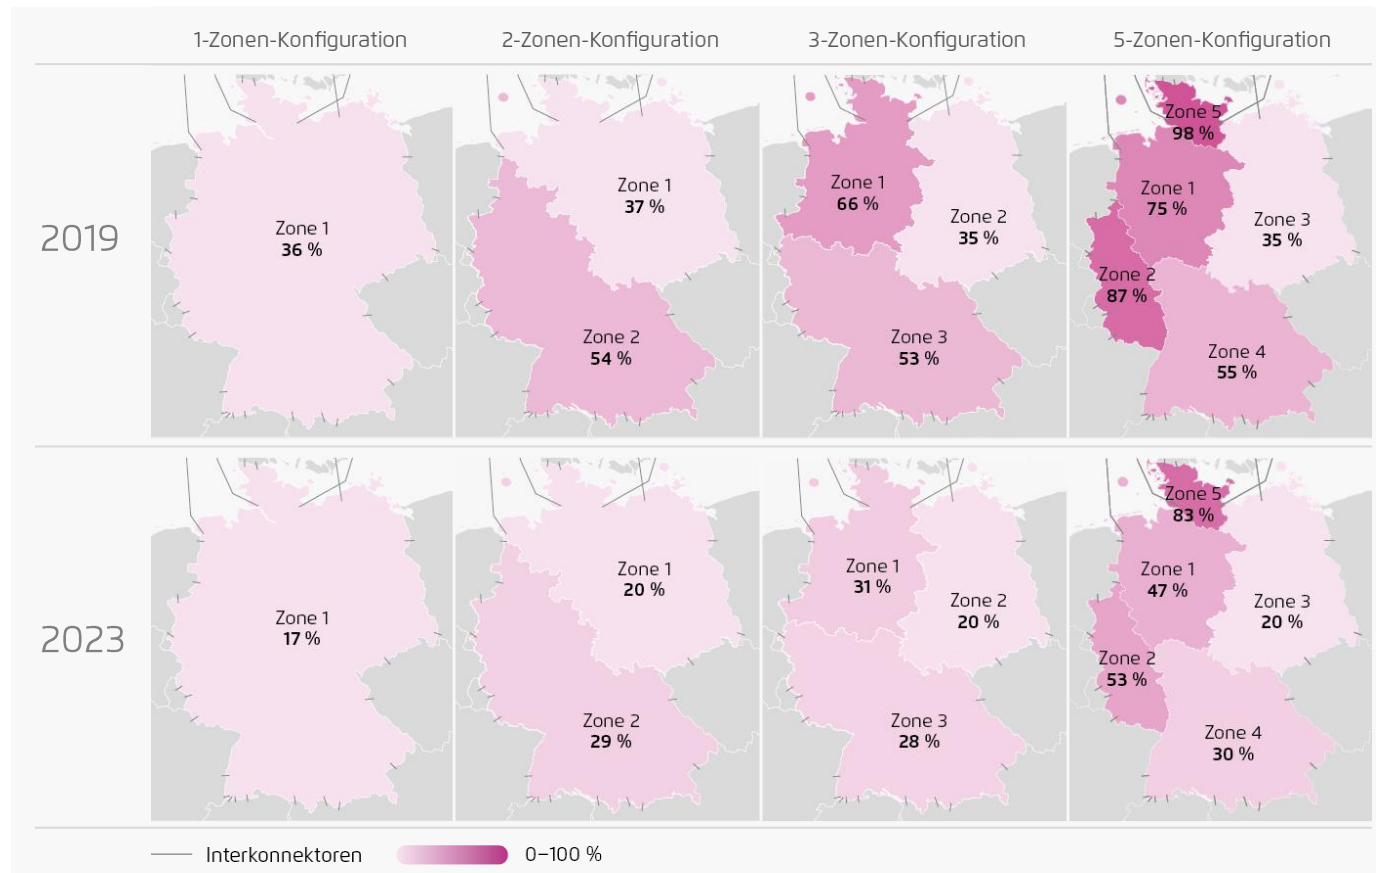 1-Zonen-Konfiguration
2-Zonen-Konfiguration
3-Zonen-Konfiguration
5-Zonen-Konfiguration
2019
Zone 1
36 %
Zone 1
37 %
Zone 2
54 %
Zone 1
66 %
Zone 2
35 %
Zone 3
53 %
Zone 5
98 %
Zone 1
75 %
Zone 3
35 %
Zone 2
87 %
Zone 4
55 %
2023
Zone 1
17 %
Zone 1
20 %
Zone 2
29 %
Zone 1
31 %
Zone 2
20 %
Zone 3
28 %
Zone 5
83 %
Zone 1
47 %
Zone 3
20 %
Zone 2
53 %
Zone 4
30 %
Interkonnektoren
0–100 %